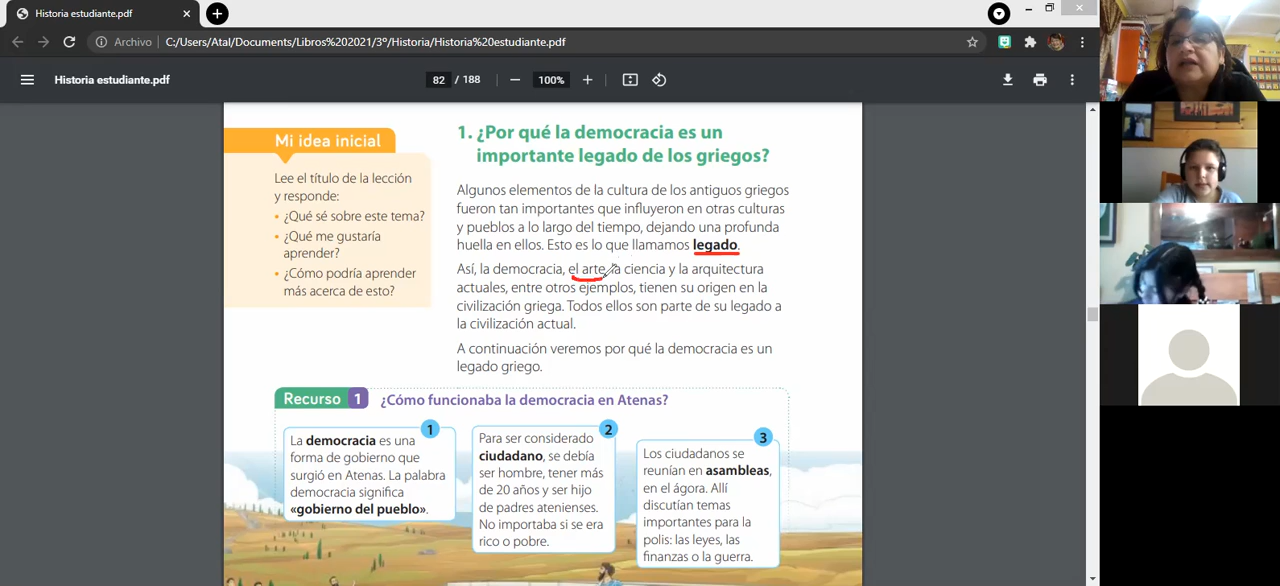 Historia estudiante.pdf
Archivo
C:/Users/Atal/Documents/Libros%202021/3º/Historia/Historia%20estudiante.pdf
Historia estudiante.pdf
82 / 188
100%
Mi idea inicial
Lee el título de la lección
y responde:
• ¿Qué sé sobre este tema?
• ¿Qué me gustaría
aprender?
• ¿Cómo podría aprender
más acerca de esto?
1. ¿Por qué la democracia es un
importante legado de los griegos?
Algunos elementos de la cultura de los antiguos griegos
fueron tan importantes que influyeron en otras culturas
y pueblos a lo largo del tiempo, dejando una profunda
huella en ellos. Esto es lo que llamamos legado.
Así, la democracia, el arte, la ciencia y la arquitectura
actuales, entre otros ejemplos, tienen su origen en la
civilización griega. Todos ellos son parte de su legado a
la civilización actual.
A continuación veremos por qué la democracia es un
legado griego.
Recurso 1 ¿Cómo funcionaba la democracia en Atenas?
1
La democracia es una
forma de gobierno que
surgió en Atenas. La palabra
democracia significa
«gobierno del pueblo».
2
Para ser considerado
ciudadano, se debía
ser hombre, tener más
de 20 años y ser hijo
de padres atenienses.
No importaba si se era
rico o pobre.
3
Los ciudadanos se
reunían en asambleas,
en el ágora. Allí
discutían temas
importantes para la
polis: las leyes, las
finanzas o la guerra.